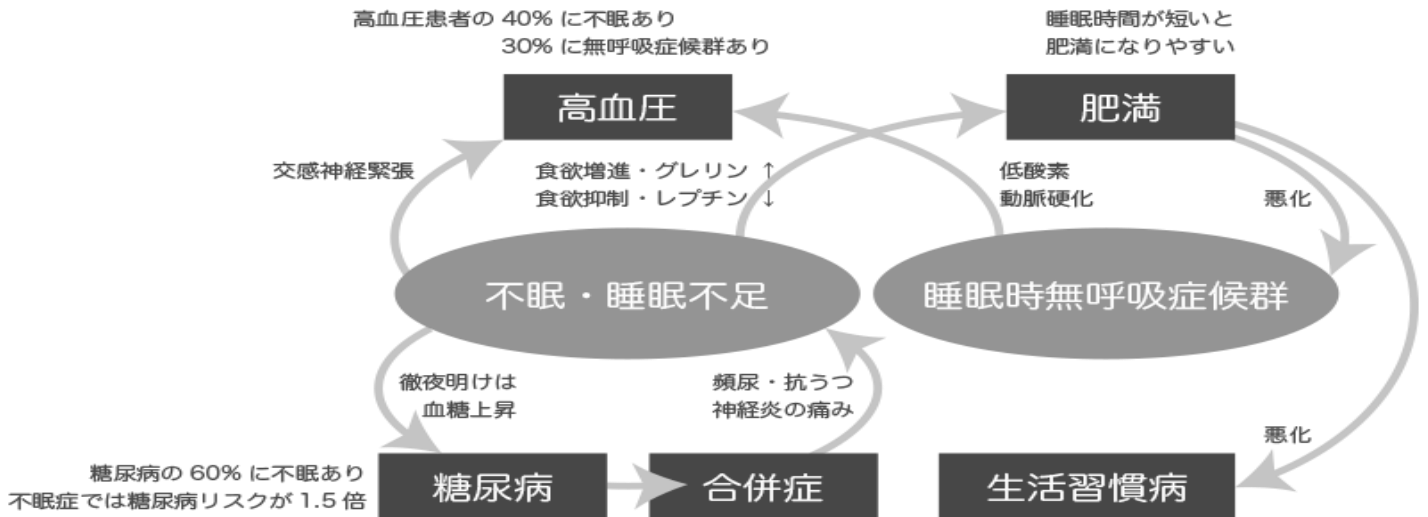 高血圧患者の 40% に不眠あり
30% に無呼吸症候群あり
睡眠時間が短いと
肥満になりやすい
高血圧
肥満
交感神経緊張
食欲増進・グレリン ↑
食欲抑制・レプチン ↓
低酸素
動脈硬化
悪化
不眠・睡眠不足
睡眠時無呼吸症候群
徹夜明けは
血糖上昇
頻尿・抗うつ
神経炎の痛み
悪化
糖尿病の 60% に不眠あり
不眠症では糖尿病リスクが 1.5 倍
糖尿病
合併症
生活習慣病